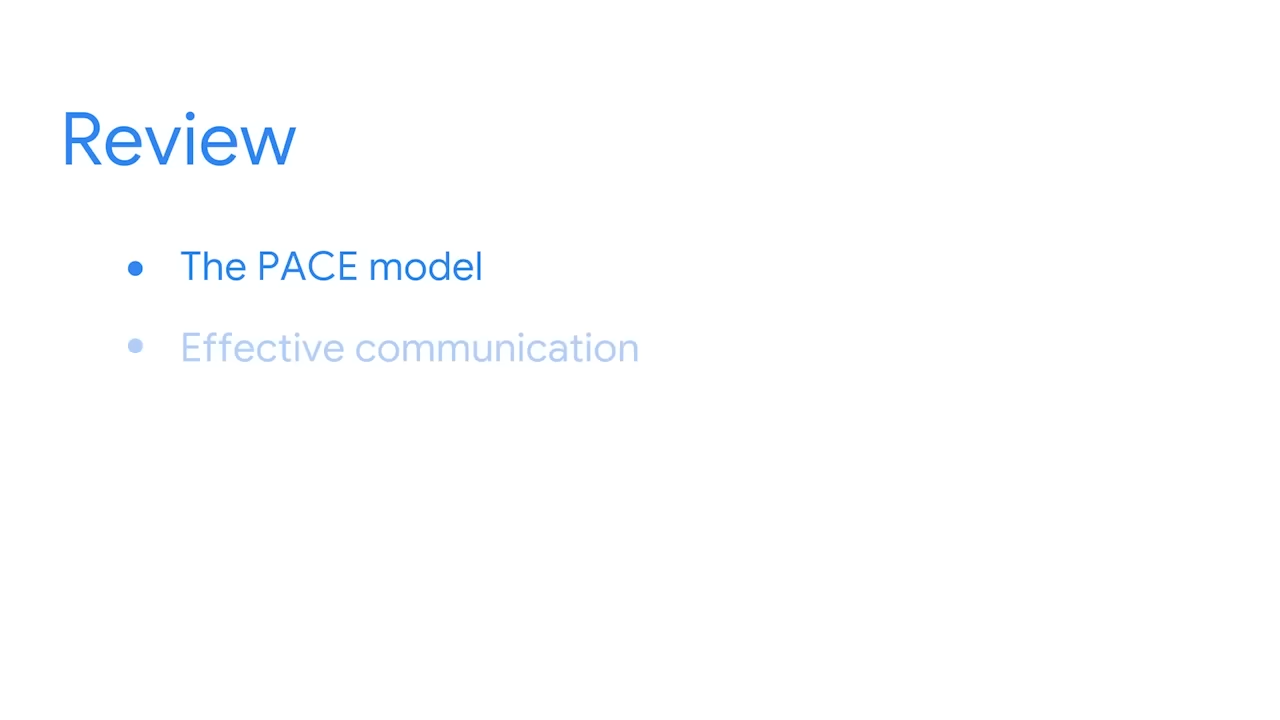 Review
• The PACE model
• Effective communication